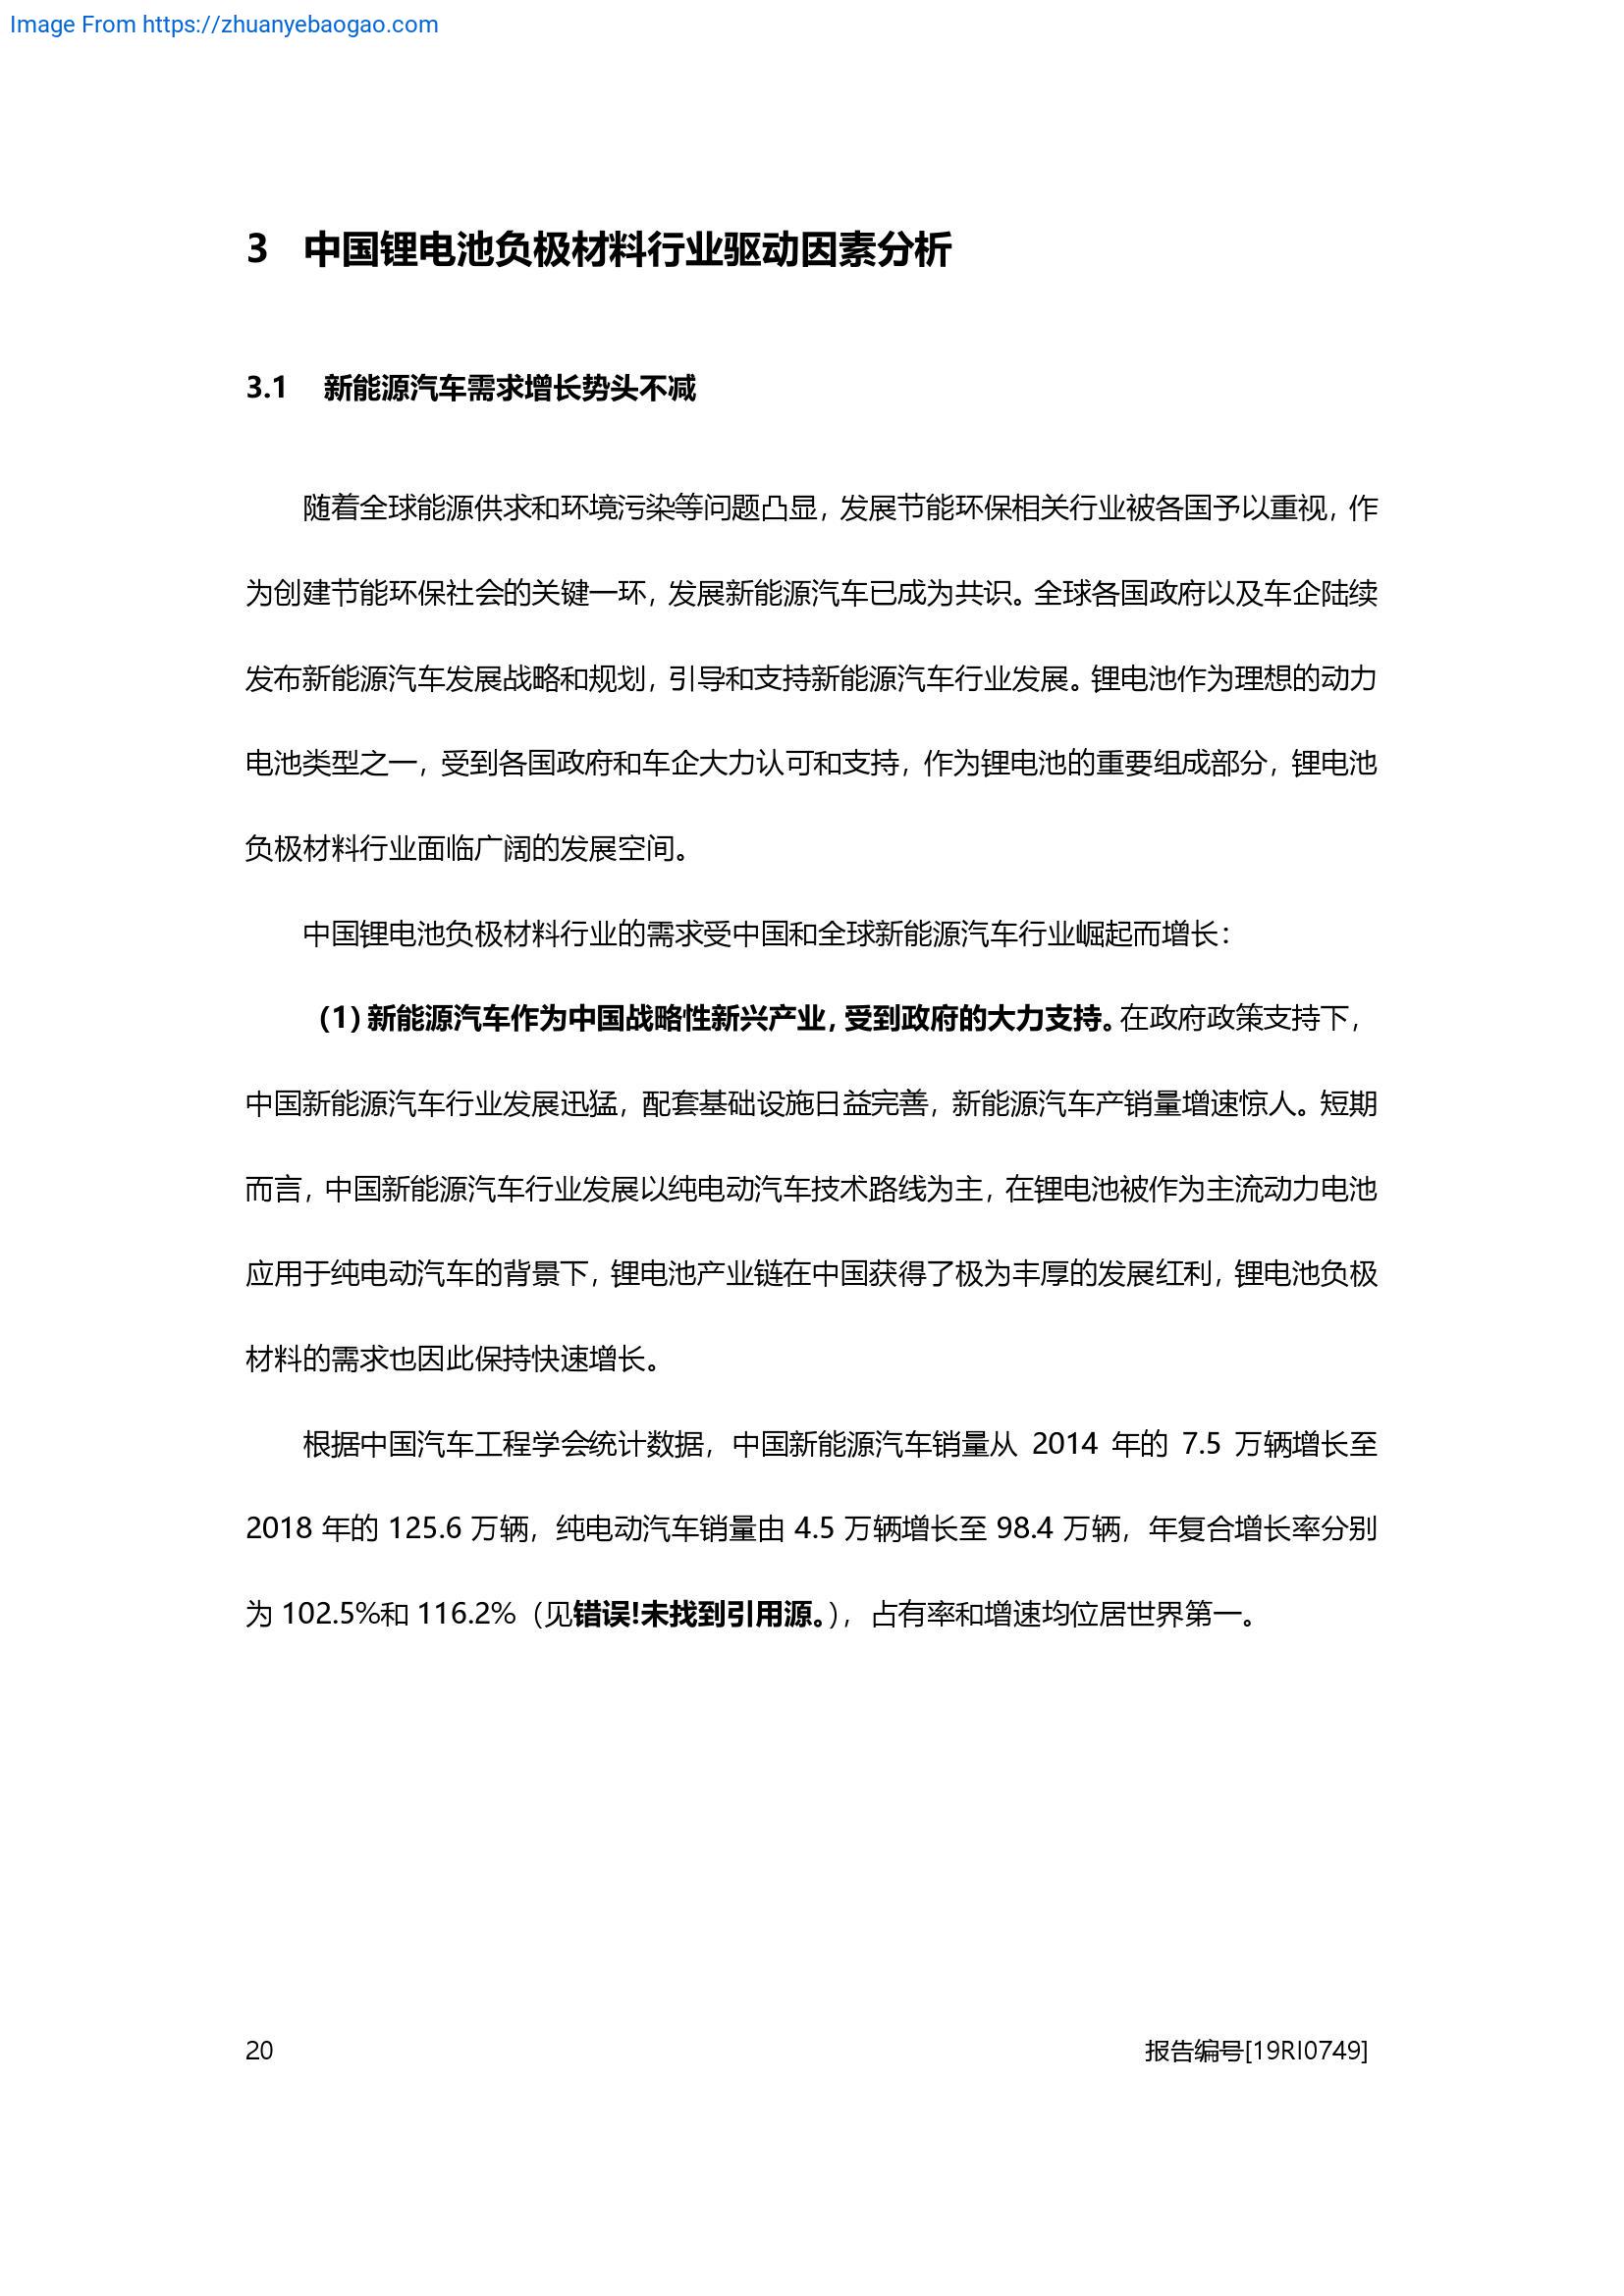 Image From https://zhuanyebaogao.com
3 中国锂电池负极材料行业驱动因素分析
3.1 新能源汽车需求增长势头不减
随着全球能源供求和环境污染等问题凸显，发展节能环保相关行业被各国予以重视，作
为创建节能环保社会的关键一环，发展新能源汽车已成为共识。全球各国政府以及车企陆续
发布新能源汽车发展战略和规划，引导和支持新能源汽车行业发展。锂电池作为理想的动力
电池类型之一，受到各国政府和车企大力认可和支持，作为锂电池的重要组成部分，锂电池
负极材料行业面临广阔的发展空间。
中国锂电池负极材料行业的需求受中国和全球新能源汽车行业崛起而增长：
（1）新能源汽车作为中国战略性新兴产业，受到政府的大力支持。在政府政策支持下，
中国新能源汽车行业发展迅猛，配套基础设施日益完善，新能源汽车产销量增速惊人。短期
而言，中国新能源汽车行业发展以纯电动汽车技术路线为主，在锂电池被作为主流动力电池
应用于纯电动汽车的背景下，锂电池产业链在中国获得了极为丰厚的发展红利，锂电池负极
材料的需求也因此保持快速增长。
根据中国汽车工程学会统计数据，中国新能源汽车销量从 2014 年的 7.5 万辆增长至
2018 年的 125.6 万辆，纯电动汽车销量由 4.5 万辆增长至 98.4 万辆，年复合增长率分别
为 102.5%和 116.2%（见错误!未找到引用源。），占有率和增速均位居世界第一。
20 报告编号[19RI0749]